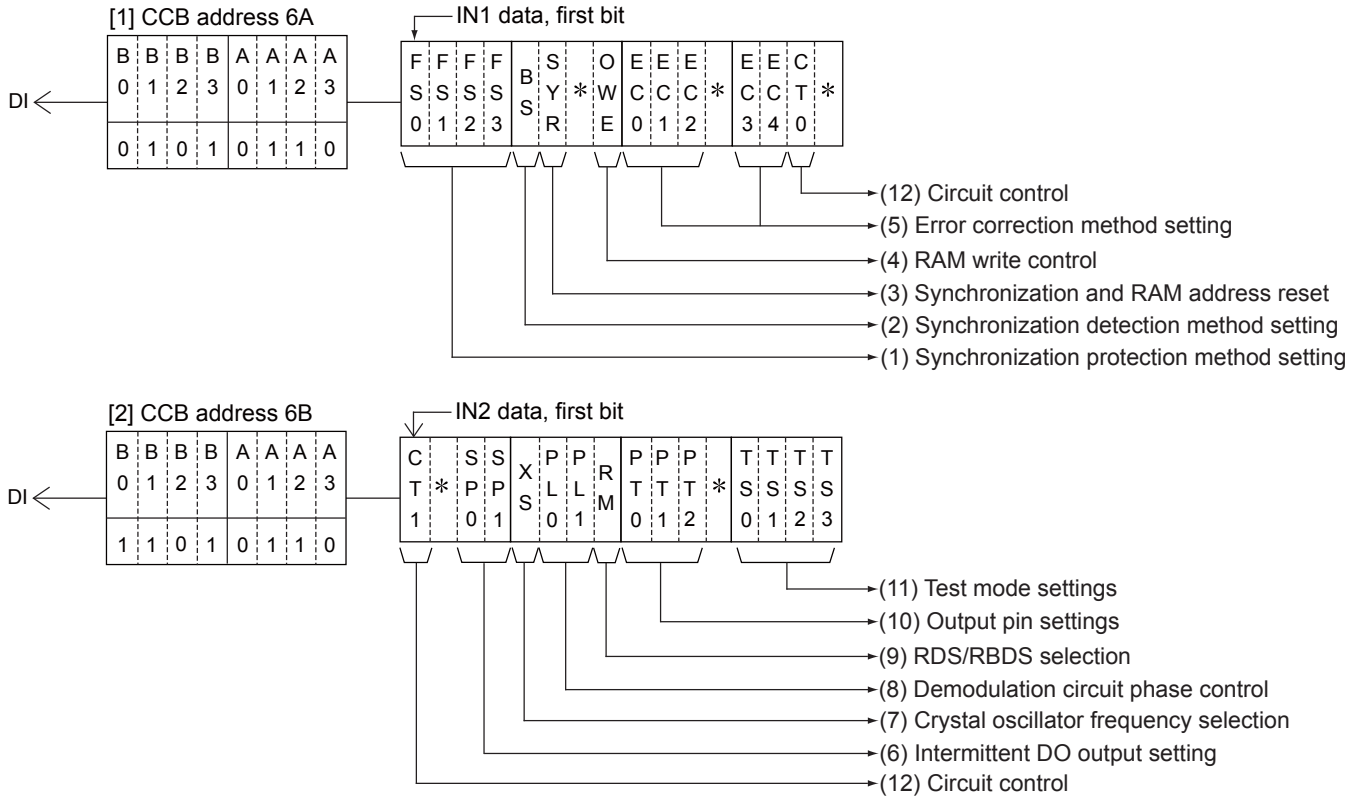 [1] CCB address 6A
IN1 data, first bit
B0 B1 B2 B3 A0 A1 A2 A3
FS0 FS1 FS2 FS3 BS SYR * OWE EC0 EC1 EC2 * EC3 EC4 CT0 *
DI
0 1 0 1 0 1 1 0
(12) Circuit control
(5) Error correction method setting
(4) RAM write control
(3) Synchronization and RAM address reset
(2) Synchronization detection method setting
(1) Synchronization protection method setting
[2] CCB address 6B
IN2 data, first bit
B0 B1 B2 B3 A0 A1 A2 A3
CT1 * SP0 SP1 XS PL0 PL1 RM PT0 PT1 PT2 * TS0 TS1 TS2 TS3
DI
1 1 0 1 0 1 1 0
(11) Test mode settings
(10) Output pin settings
(9) RDS/RBDS selection
(8) Demodulation circuit phase control
(7) Crystal oscillator frequency selection
(6) Intermittent DO output setting
(12) Circuit control